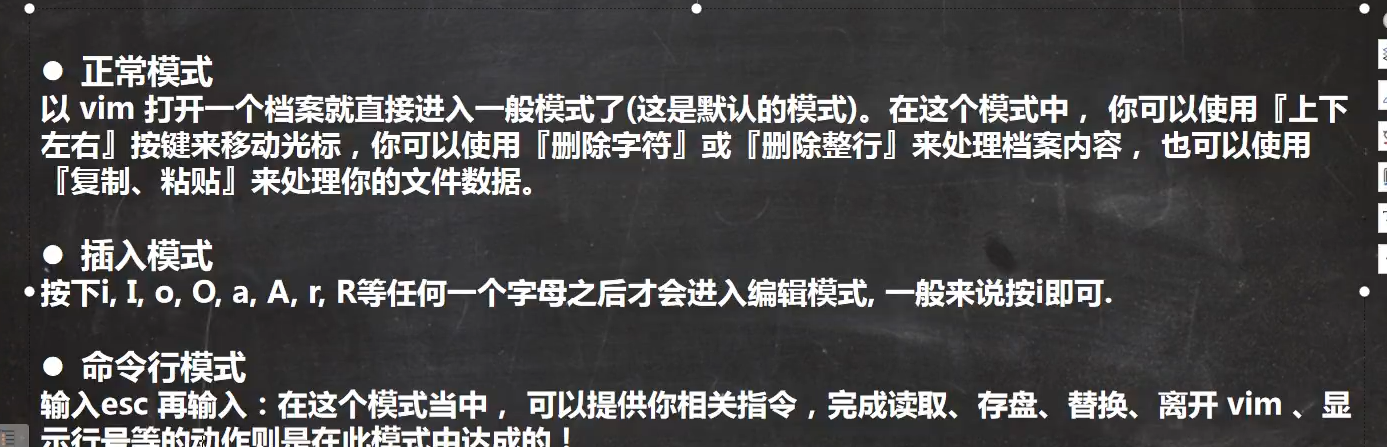 ● 正常模式
以 vim 打开一个档案就直接进入一般模式了(这是默认的模式)。在这个模式中， 你可以使用『上下
左右』按键来移动光标，你可以使用『删除字符』或『删除整行』来处理档案内容， 也可以使用
『复制、粘贴』来处理你的文件数据。
● 插入模式
按下i, I, o, O, a, A, r, R等任何一个字母之后才会进入编辑模式, 一般来说按i即可.
● 命令行模式
输入esc 再输入：在这个模式当中， 可以提供你相关指令，完成读取、存盘、替换、离开 vim 、显
示行号等的动作则是在此模式中达成的！